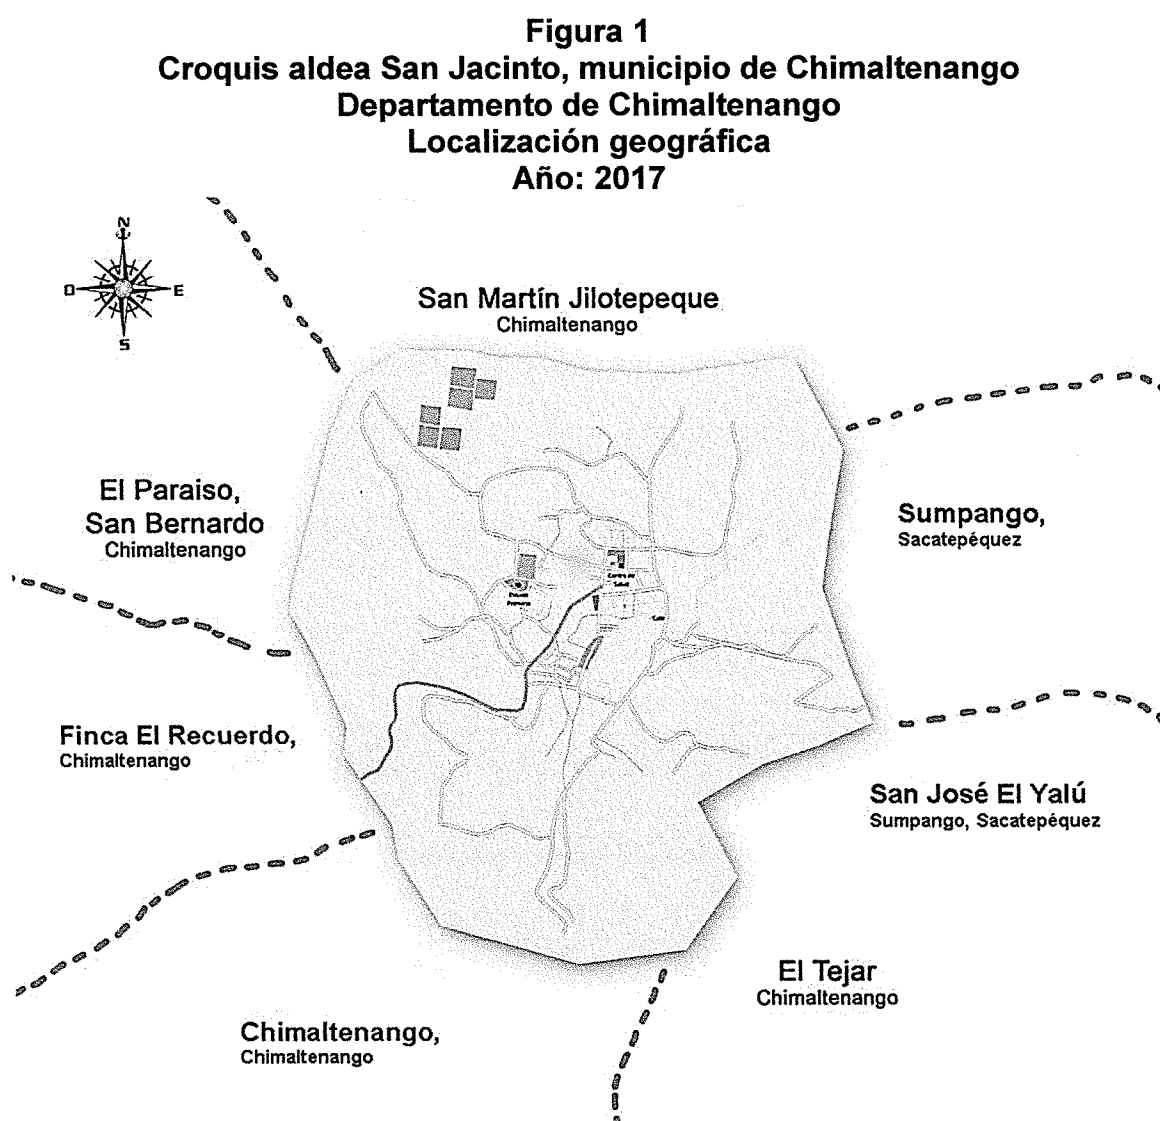 Figura 1
Croquis aldea San Jacinto, municipio de Chimaltenango
Departamento de Chimaltenango
Localización geográfica
Año: 2017
N
O
E
S
San Martín Jilotepeque
Chimaltenango
El Paraiso,
San Bernardo
Chimaltenango
Sumpango,
Sacatepéquez
Centro de
Salud
Escuela
Primaria
Finca El Recuerdo,
Chimaltenango
San José El Yalú
Sumpango, Sacatepéquez
El Tejar
Chimaltenango
Chimaltenango,
Chimaltenango